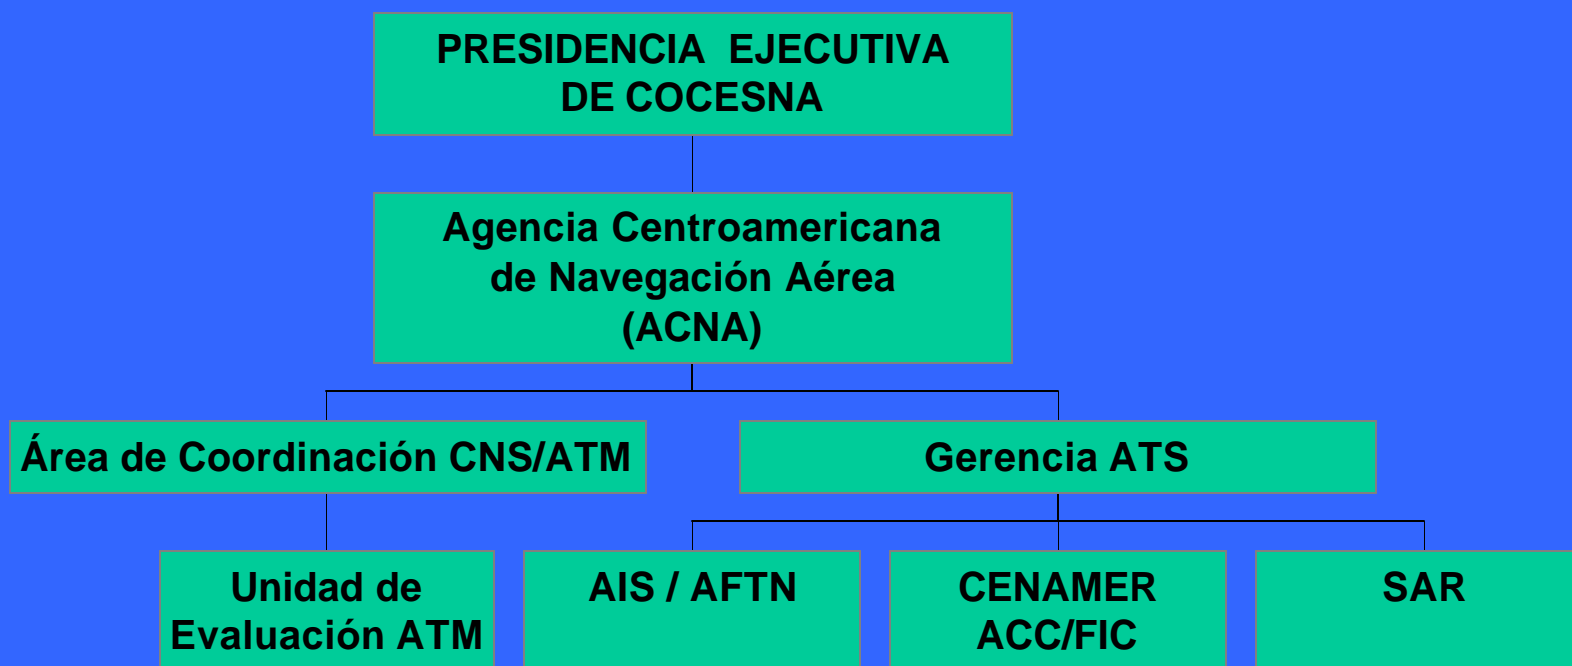 PRESIDENCIA EJECUTIVA
DE COCESNA
Agencia Centroamericana
de Navegación Aérea
(ACNA)
Área de Coordinación CNS/ATM
Gerencia ATS
Unidad de
Evaluación ATM
AIS / AFTN
CENAMER
ACC/FIC
SAR